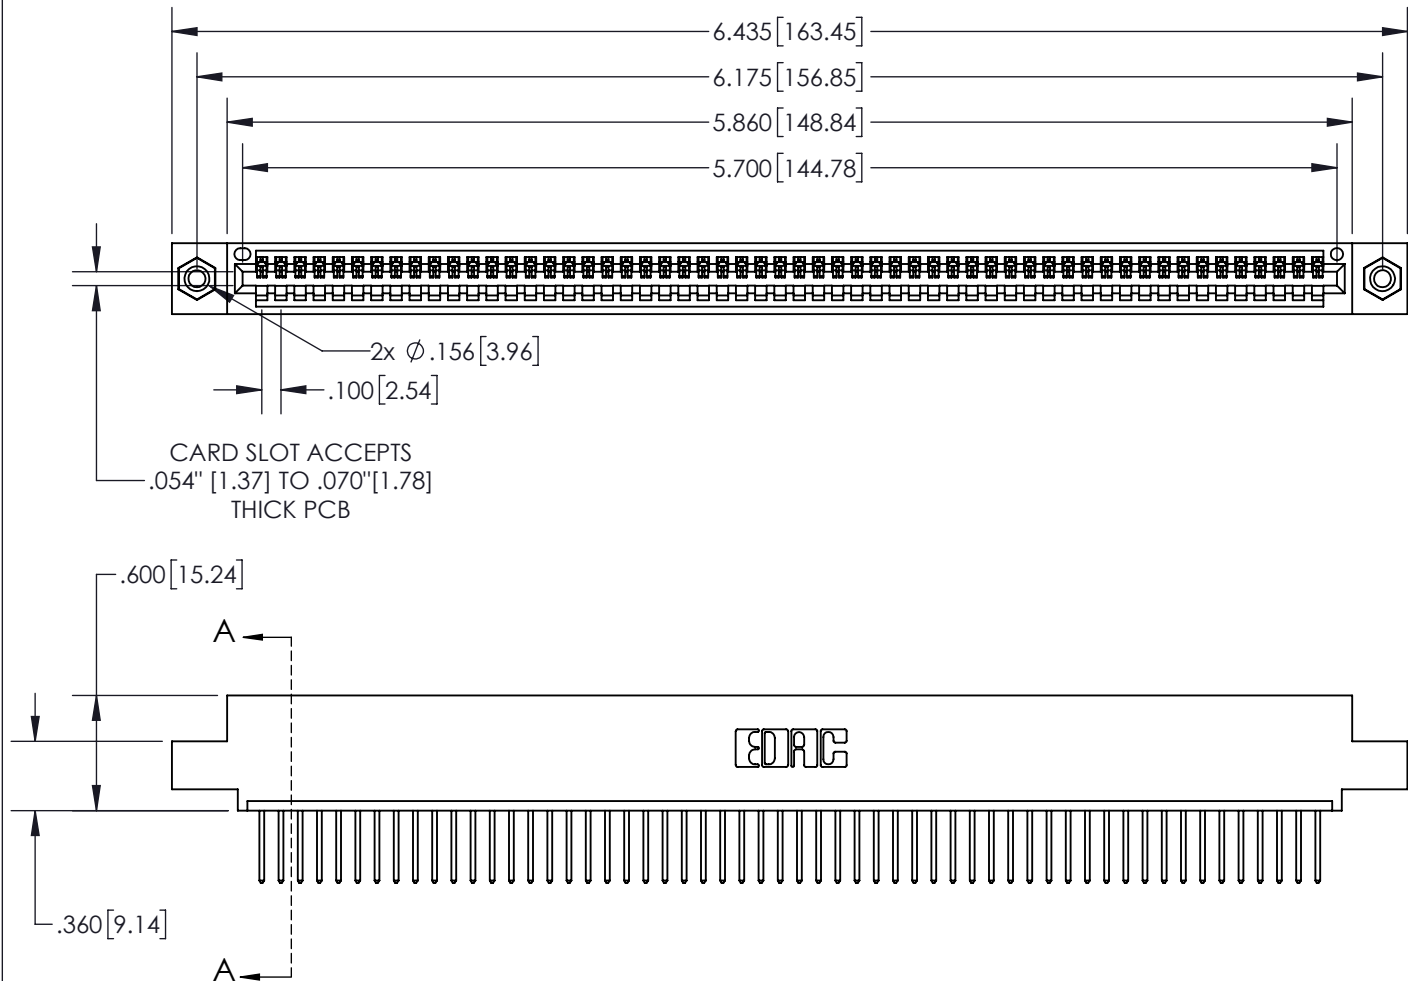 6.435[163.45]
6.175[156.85]
5.860[148.84]
5.700[144.78]
2x Ø.156[3.96]
.100[2.54]
CARD SLOT ACCEPTS
.054" [1.37] TO .070"[1.78]
THICK PCB
.600[15.24]
A
EDAC
.360[9.14]
A